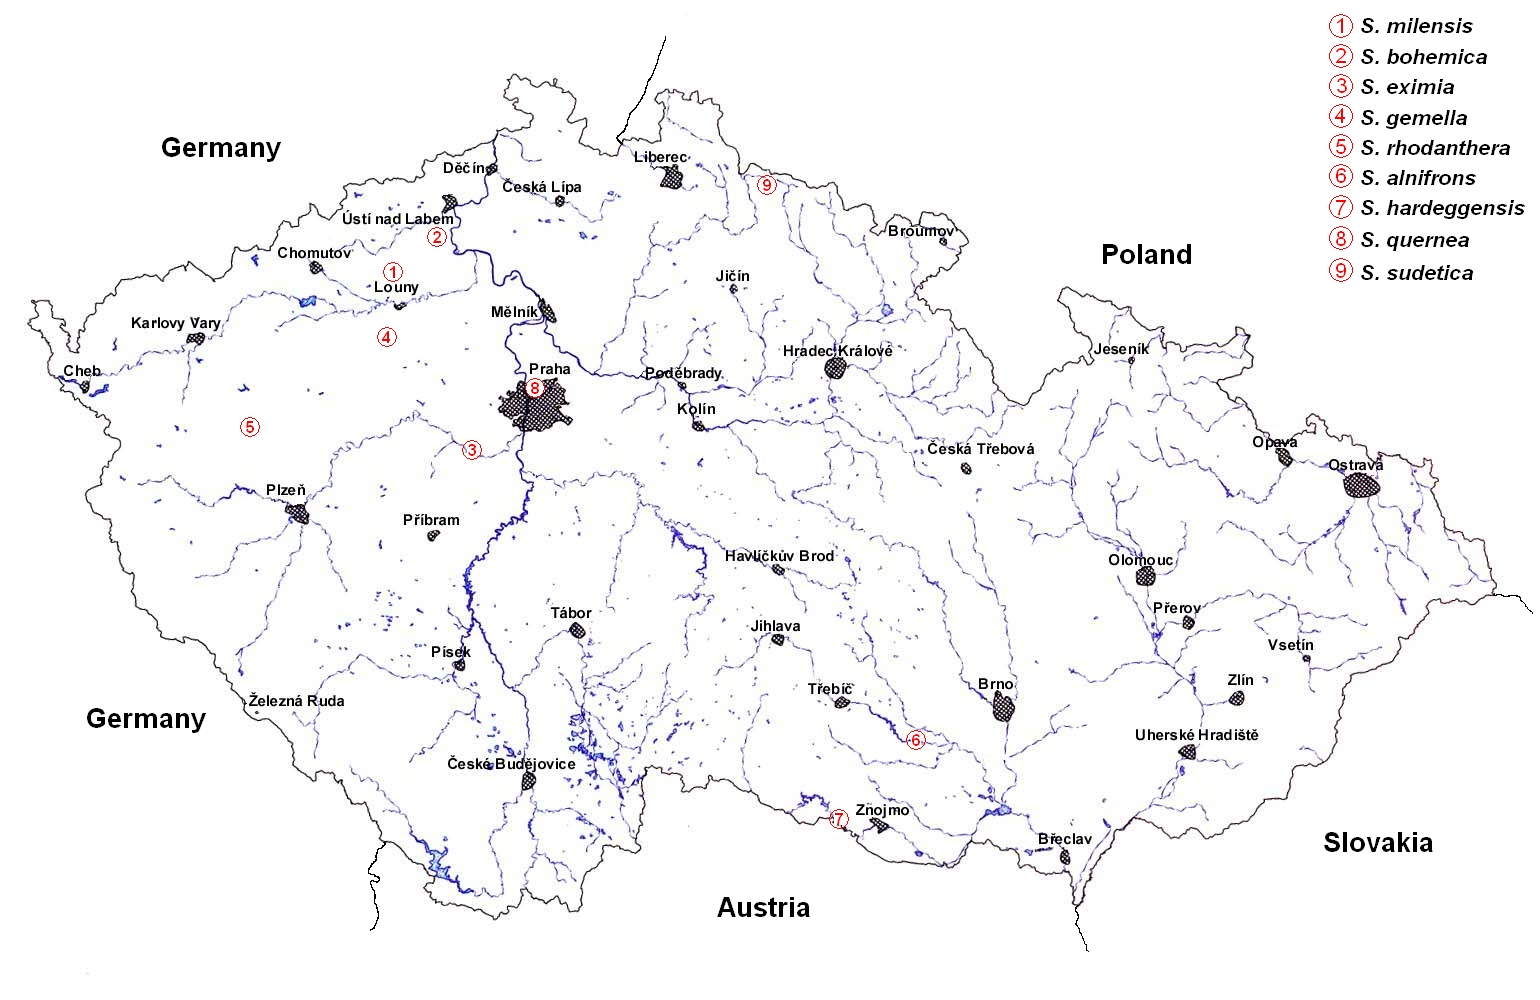 ① S. milensis
② S. bohemica
③ S. eximia
④ S. gemella
⑤ S. rhodanthera
⑥ S. alnifrons
⑦ S. hardeggensis
⑧ S. quernea
⑨ S. sudetica
Germany
Děčín
Liberec
Česká Lípa
⑨
Ústí nad Labem
②
Broumov
Chomutov
Poland
①
Louny
Jičín
Karlovy Vary
Mělník
④
Hradec Králové
Jeseník
Cheb
Praha
Poděbrady
⑧
Kolín
⑤
③
Česká Třebová
Opava
Ostrava
Plzeň
Příbram
Havlíčkův Brod
Olomouc
Tábor
Jihlava
Přerov
Písek
Vsetín
Třebíč
Brno
Zlín
Železná Ruda
Germany
⑥
Uherské Hradiště
České Budějovice
⑦
Znojmo
Břeclav
Slovakia
Austria